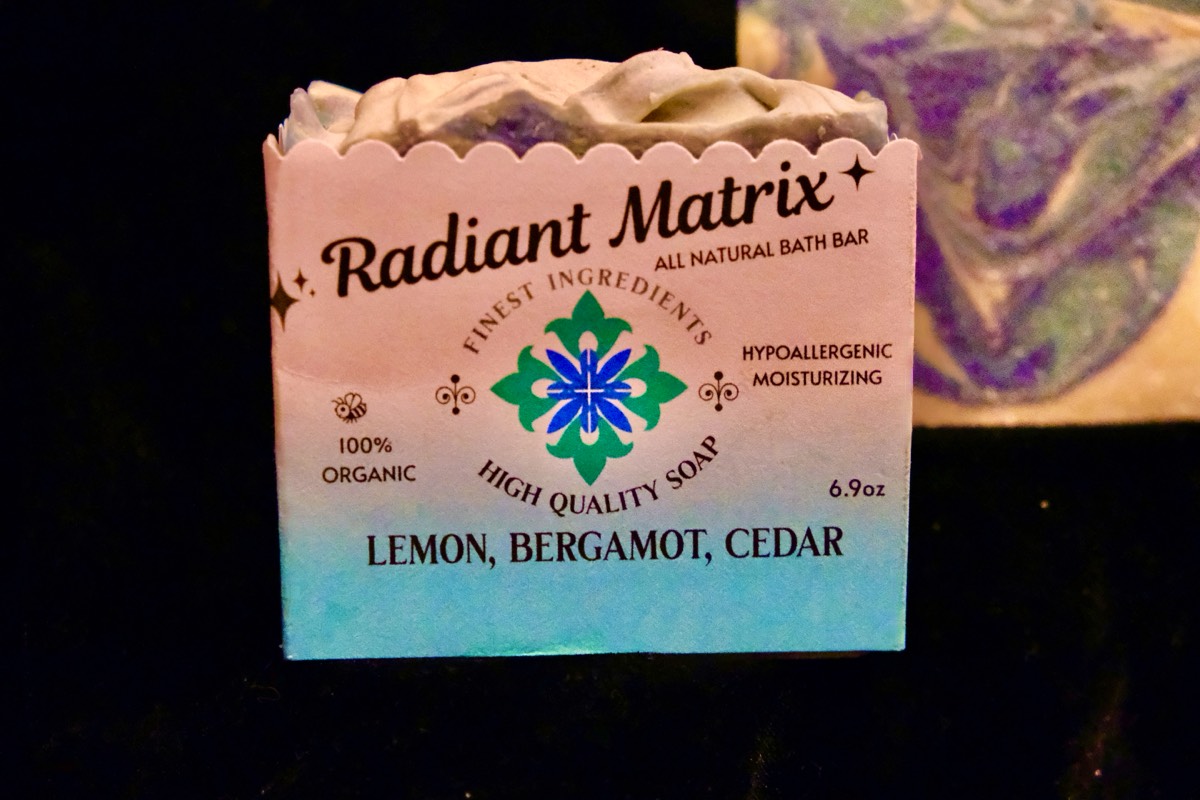 Radiant Matrix
ALL NATURAL BATH BAR
FINEST INGREDIENTS
HYPOALLERGENIC
MOISTURIZING
100%
ORGANIC
HIGH QUALITY SOAP
6.9oz
LEMON, BERGAMOT, CEDAR